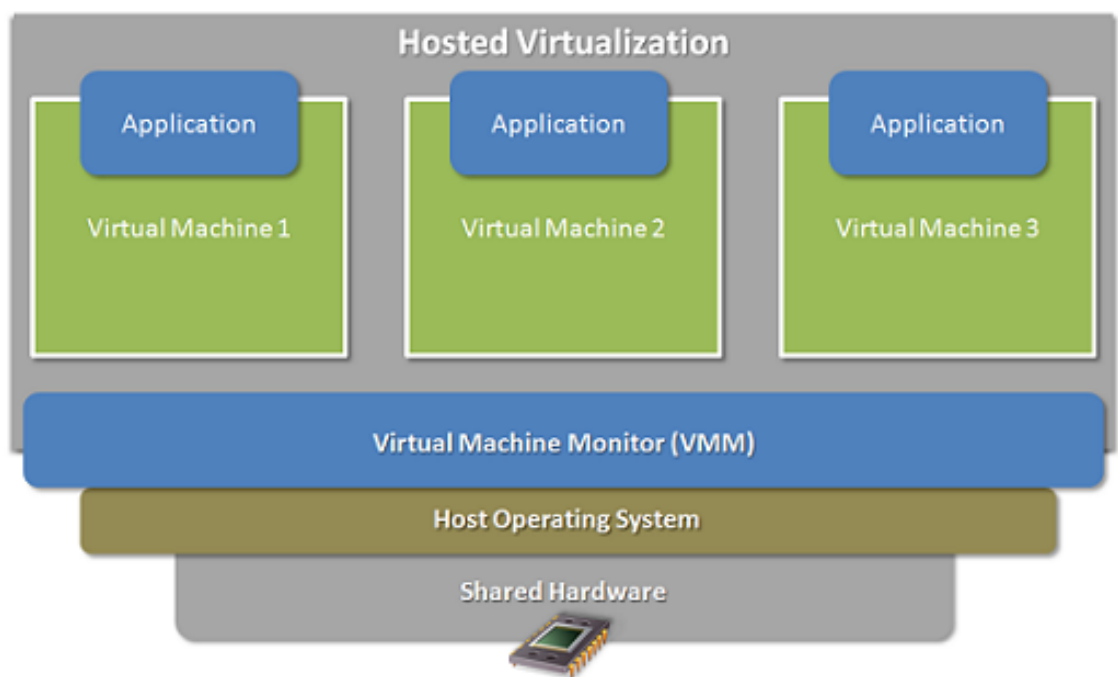 Hosted Virtualization
Application
Application
Application
Virtual Machine 1
Virtual Machine 2
Virtual Machine 3
Virtual Machine Monitor (VMM)
Host Operating System
Shared Hardware